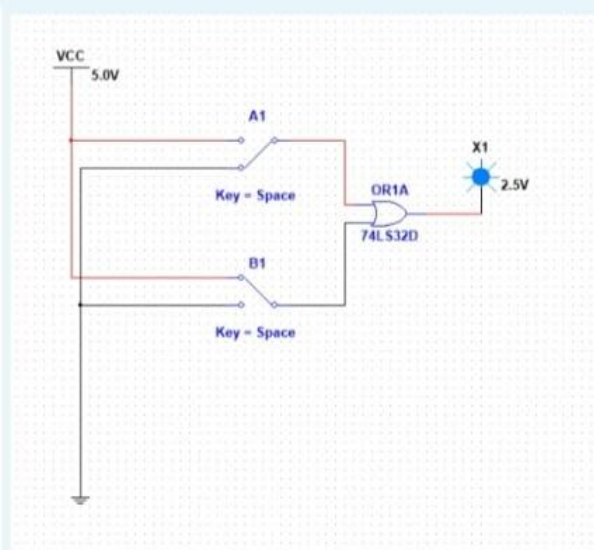 VCC
5.0V
A1
X1
2.5V
Key = Space
OR1A
74LS32D
B1
Key = Space